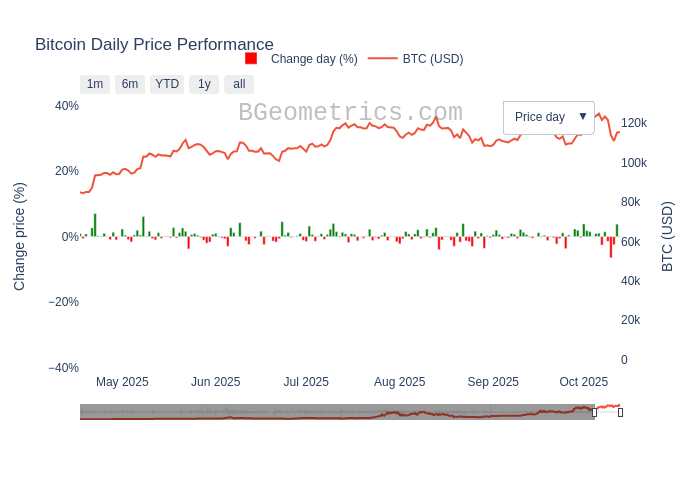 Bitcoin Daily Price Performance
Change day (%) BTC (USD)
1m 6m YTD 1y all
BGeometrics.com
Price day ▼
40%
20%
0%
−20%
−40%
Change price (%)
120k
100k
80k
60k
40k
20k
0
BTC (USD)
May 2025 Jun 2025 Jul 2025 Aug 2025 Sep 2025 Oct 2025